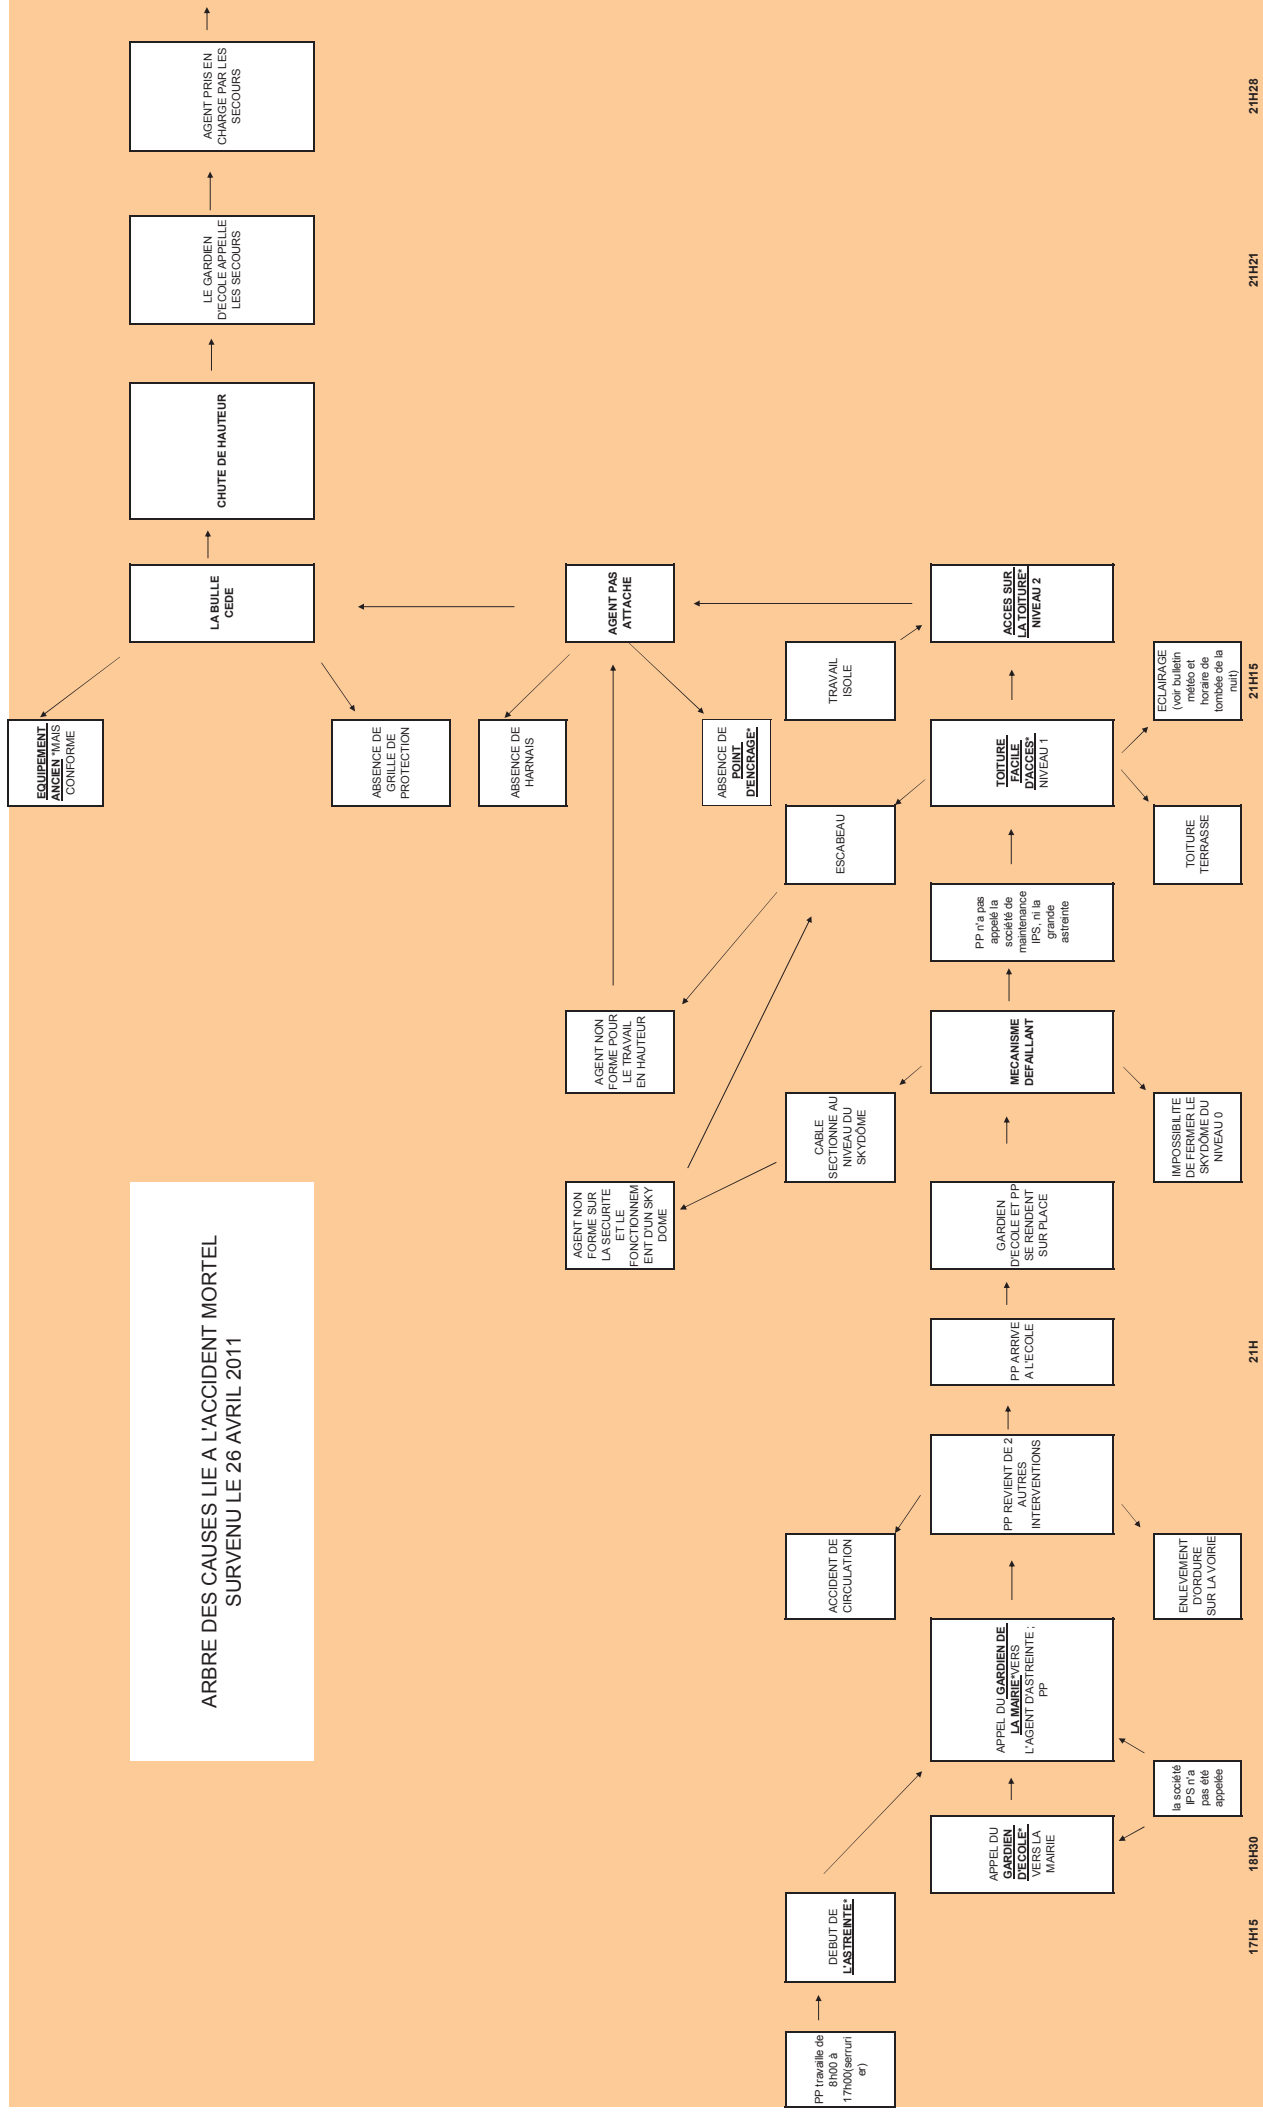 ARBRE DES CAUSES LIE A L'ACCIDENT MORTEL
SURVENU LE 26 AVRIL 2011
PP travaille de
8h00 à
17h00(serruri
er)
DEBUT DE
L'ASTREINTE*
APPEL DU
GARDIEN
D'ECOLE*
VERS LA
MAIRIE
la société
IPS n'a
pas été
appelée
APPEL DU GARDIEN DE
LA MAIRIE*VERS
L'AGENT D'ASTREINTE ;
PP
ACCIDENT DE
CIRCULATION
PP REVIENT DE 2
AUTRES
INTERVENTIONS
ENLEVEMENT
D'ORDURE
SUR LA VOIRIE
PP ARRIVE
A L'ECOLE
GARDIEN
D'ECOLE ET PP
SE RENDENT
SUR PLACE
AGENT NON
FORME SUR
LA SECURITE
ET LE
FONCTIONNEM
ENT D'UN SKY
DOME
CABLE
SECTIONNE AU
NIVEAU DU
SKYDÔME
MECANISME
DEFAILLANT
IMPOSSIBILITE
DE FERMER LE
SKYDÔME DU
NIVEAU 0
AGENT NON
FORME POUR
LE TRAVAIL
EN HAUTEUR
PP n'a pas
appelé la
société de
maintenance
IPS, ni la
grande
astreinte
ESCABEAU
TOITURE
FACILE
D'ACCES*
NIVEAU 1
TOITURE
TERRASSE
ECLAIRAGE
(voir bulletin
météo et
horaire de
tombée de la
nuit)
TRAVAIL
ISOLE
ACCES SUR
LA TOITURE*
NIVEAU 2
AGENT PAS
ATTACHE
ABSENCE DE
HARNAIS
ABSENCE DE
POINT
D'ENCRAGE*
EQUIPEMENT
ANCIEN *MAIS
CONFORME
ABSENCE DE
GRILLE DE
PROTECTION
LA BULLE
CEDE
CHUTE DE HAUTEUR
LE GARDIEN
D'ECOLE APPELLE
LES SECOURS
AGENT PRIS EN
CHARGE PAR LES
SECOURS
17H15
18H30
21H
21H15
21H21
21H28